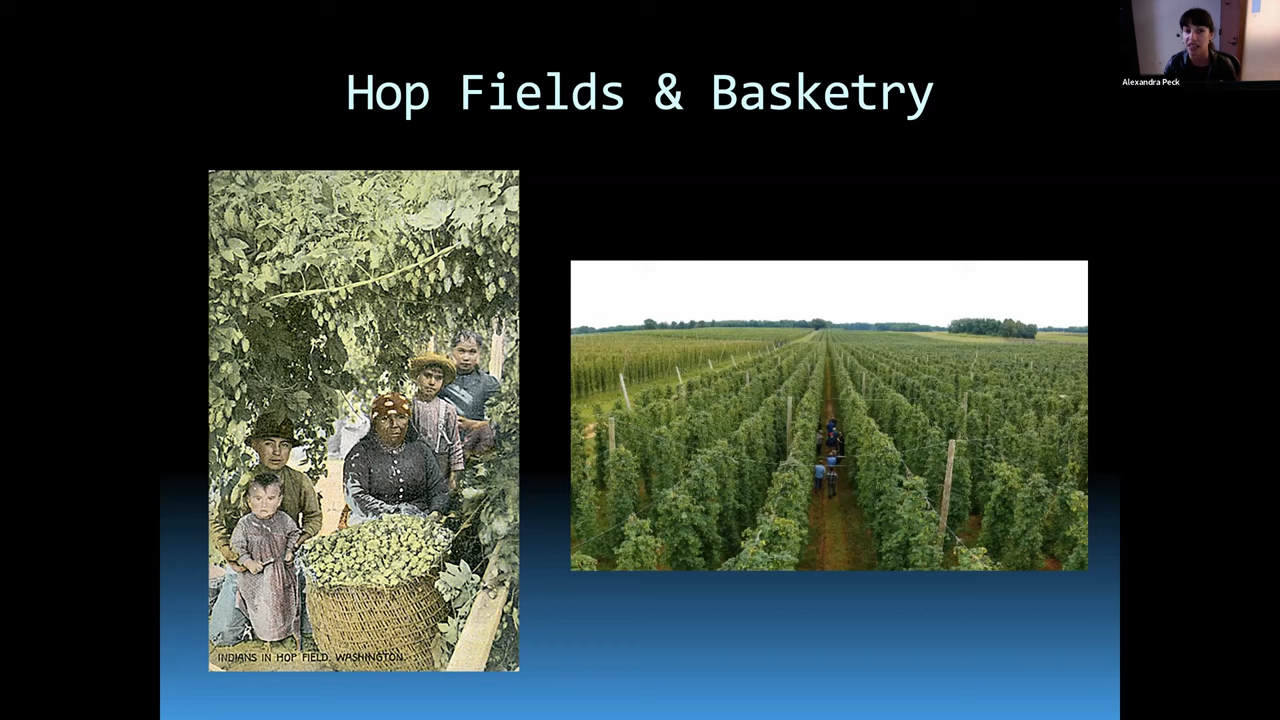 Hop Fields & Basketry
Alexandra Peck
INDIANS IN HOP FIELD, WASHINGTON.